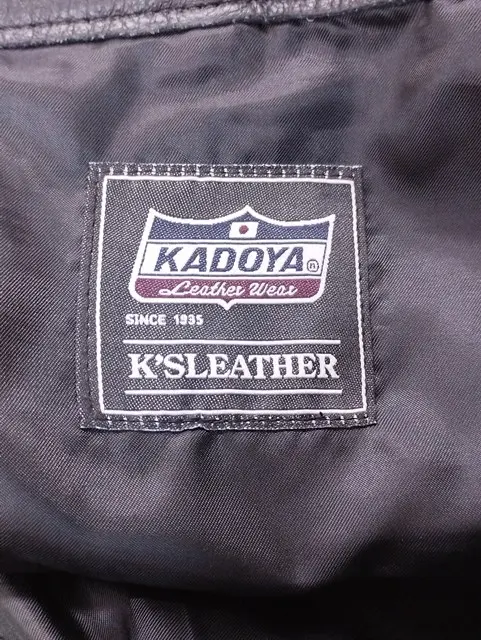 KADOYA
Leather Wear
SINCE 1935
K'SLEATHER